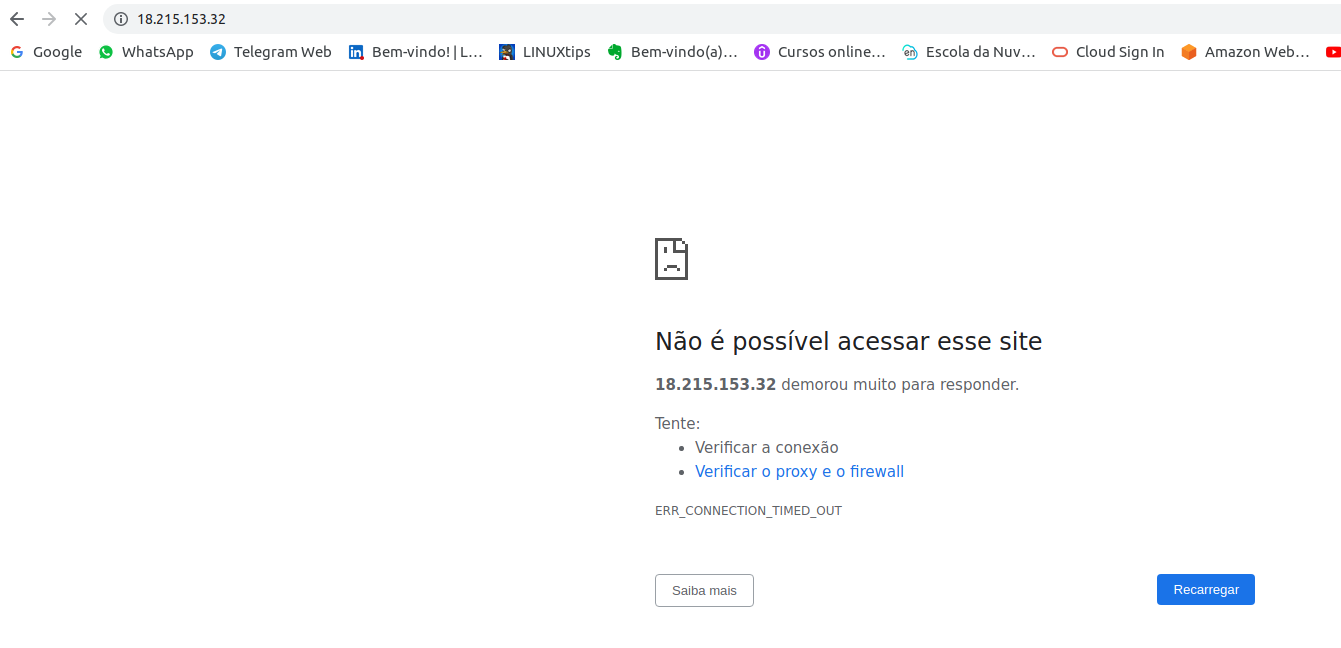 18.215.153.32
Google WhatsApp Telegram Web Bem-vindo! | L... LINUXtips Bem-vindo(a)... Cursos online... Escola da Nuv... Cloud Sign In Amazon Web...
Não é possível acessar esse site
18.215.153.32 demorou muito para responder.
Tente:
Verificar a conexão
Verificar o proxy e o firewall
ERR_CONNECTION_TIMED_OUT
Saiba mais Recarregar